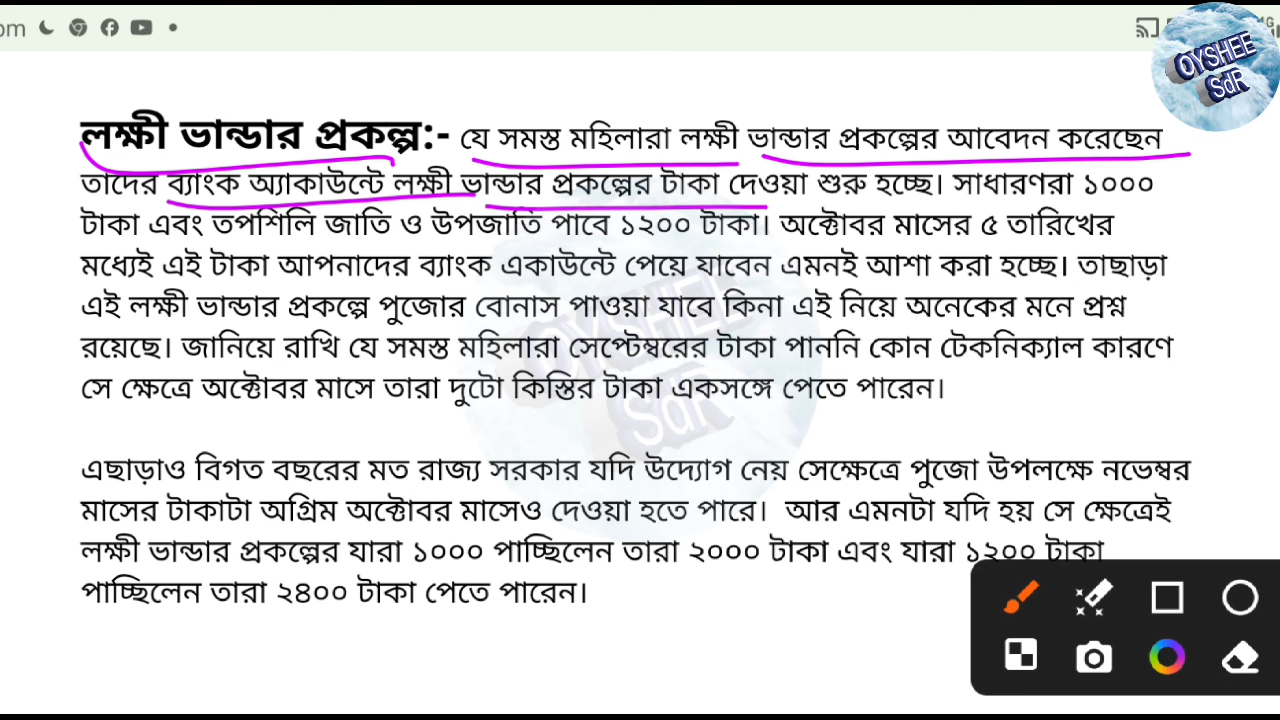 om
4G
OYSHEE
SdR
লক্ষী ভান্ডার প্রকল্প:- যে সমস্ত মহিলারা লক্ষী ভান্ডার প্রকল্পের আবেদন করেছেন
তাদের ব্যাংক অ্যাকাউন্টে লক্ষী ভান্ডার প্রকল্পের টাকা দেওয়া শুরু হচ্ছে। সাধারণরা ১০০০
টাকা এবং তপশিলি জাতি ও উপজাতি পাবে ১২০০ টাকা। অক্টোবর মাসের ৫ তারিখের
মধ্যেই এই টাকা আপনাদের ব্যাংক একাউন্টে পেয়ে যাবেন এমনই আশা করা হচ্ছে। তাছাড়া
এই লক্ষী ভান্ডার প্রকল্পে পুজোর বোনাস পাওয়া যাবে কিনা এই নিয়ে অনেকের মনে প্রশ্ন
রয়েছে। জানিয়ে রাখি যে সমস্ত মহিলারা সেপ্টেম্বরের টাকা পাননি কোন টেকনিক্যাল কারণে
সে ক্ষেত্রে অক্টোবর মাসে তারা দুটো কিস্তির টাকা একসঙ্গে পেতে পারেন।
এছাড়াও বিগত বছরের মত রাজ্য সরকার যদি উদ্যোগ নেয় সেক্ষেত্রে পুজো উপলক্ষে নভেম্বর
মাসের টাকাটা অগ্রিম অক্টোবর মাসেও দেওয়া হতে পারে। আর এমনটা যদি হয় সে ক্ষেত্রেই
লক্ষী ভান্ডার প্রকল্পের যারা ১০০০ পাচ্ছিলেন তারা ২০০০ টাকা এবং যারা ১২০০ টাকা
পাচ্ছিলেন তারা ২৪০০ টাকা পেতে পারেন।
OYSHEE
SdR